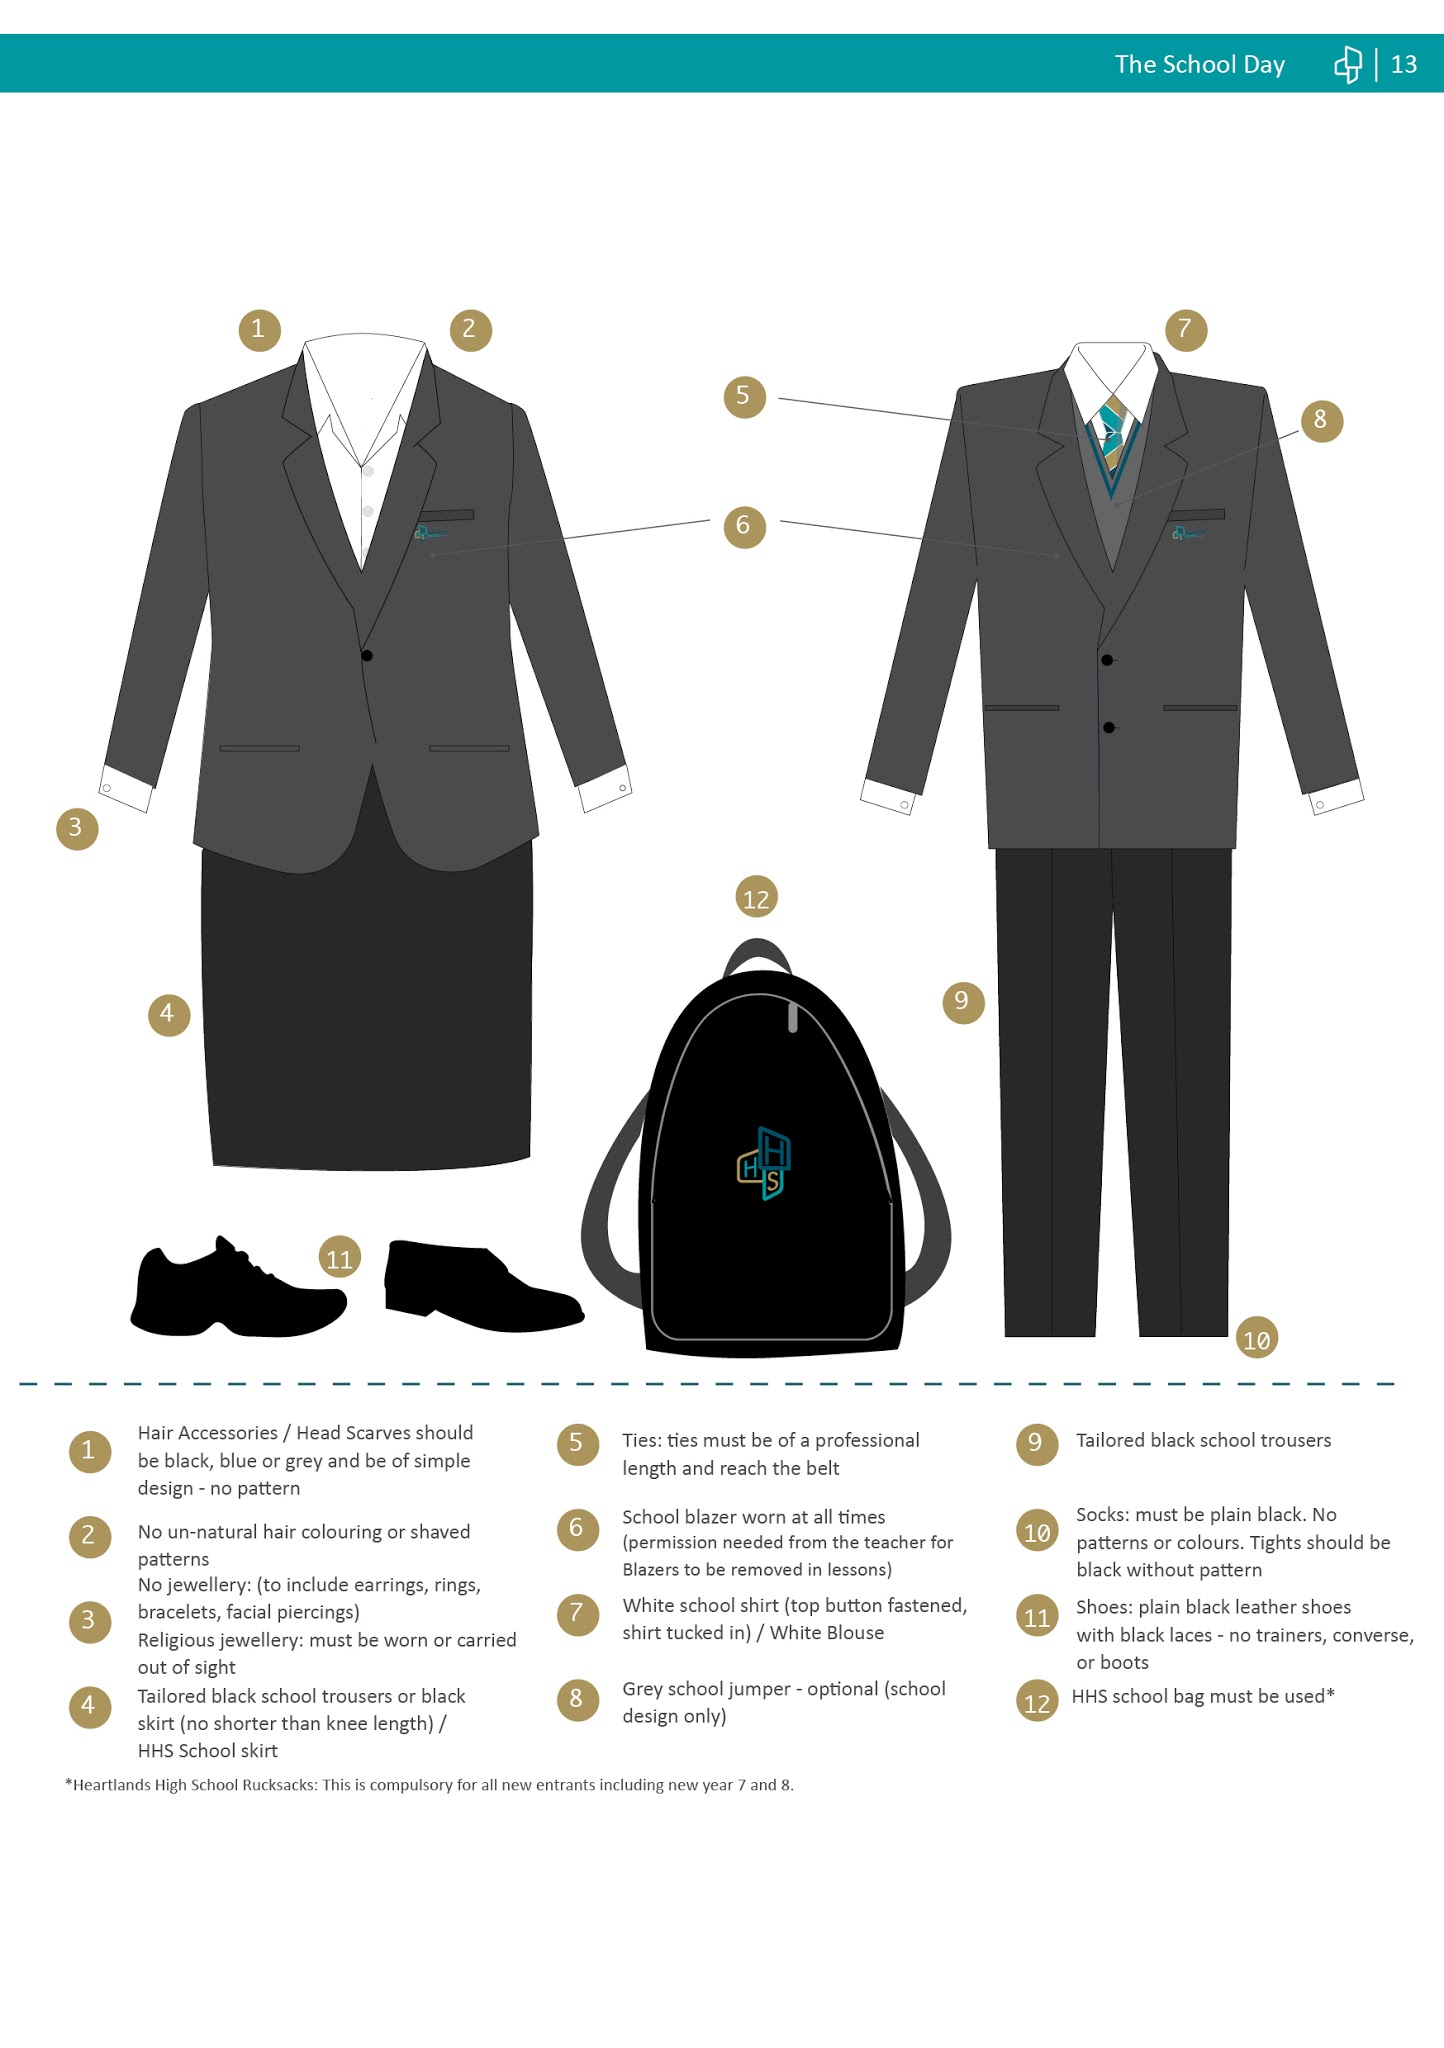 The School Day | 13
1
2
7
5
8
6
3
12
H
H
S
4
9
11
10
1 Hair Accessories / Head Scarves should
be black, blue or grey and be of simple
design - no pattern
2 No un-natural hair colouring or shaved
patterns
3 No jewellery: (to include earrings, rings,
bracelets, facial piercings)
Religious jewellery: must be worn or carried
out of sight
4 Tailored black school trousers or black
skirt (no shorter than knee length) /
HHS School skirt
5 Ties: ties must be of a professional
length and reach the belt
6 School blazer worn at all times
(permission needed from the teacher for
Blazers to be removed in lessons)
7 White school shirt (top button fastened,
shirt tucked in) / White Blouse
8 Grey school jumper - optional (school
design only)
9 Tailored black school trousers
10 Socks: must be plain black. No
patterns or colours. Tights should be
black without pattern
11 Shoes: plain black leather shoes
with black laces - no trainers, converse,
or boots
12 HHS school bag must be used*
*Heartlands High School Rucksacks: This is compulsory for all new entrants including new year 7 and 8.